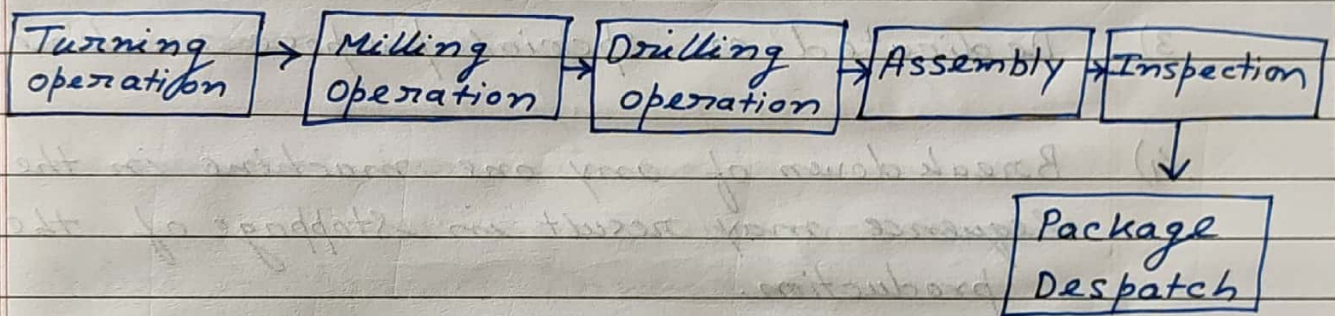 Turning
operation
Milling
operation
Drilling
operation
Assembly
Inspection
Package
Despatch